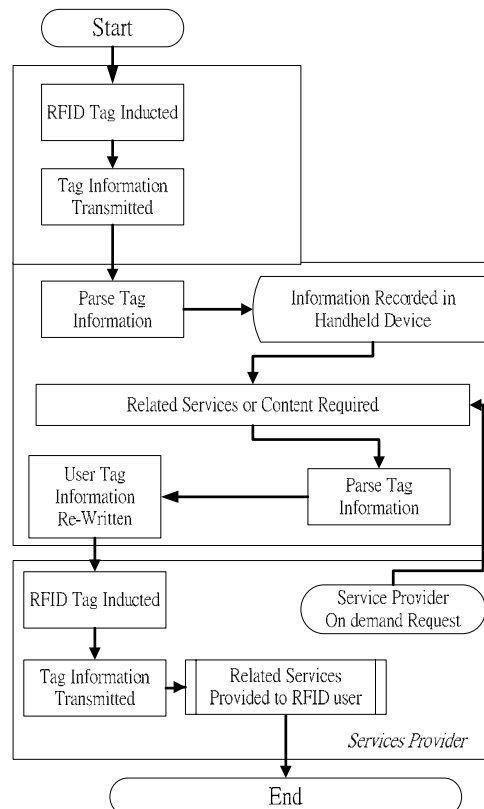 Start
RFID Tag Inducted
Tag Information
Transmitted
Parse Tag
Information
Information Recorded in
Handheld Device
Related Services or Content Required
User Tag
Information
Re-Written
Parse Tag
Information
RFID Tag Inducted
Service Provider
On demand Request
Tag Information
Transmitted
Related Services
Provided to RFID user
Services Provider
End